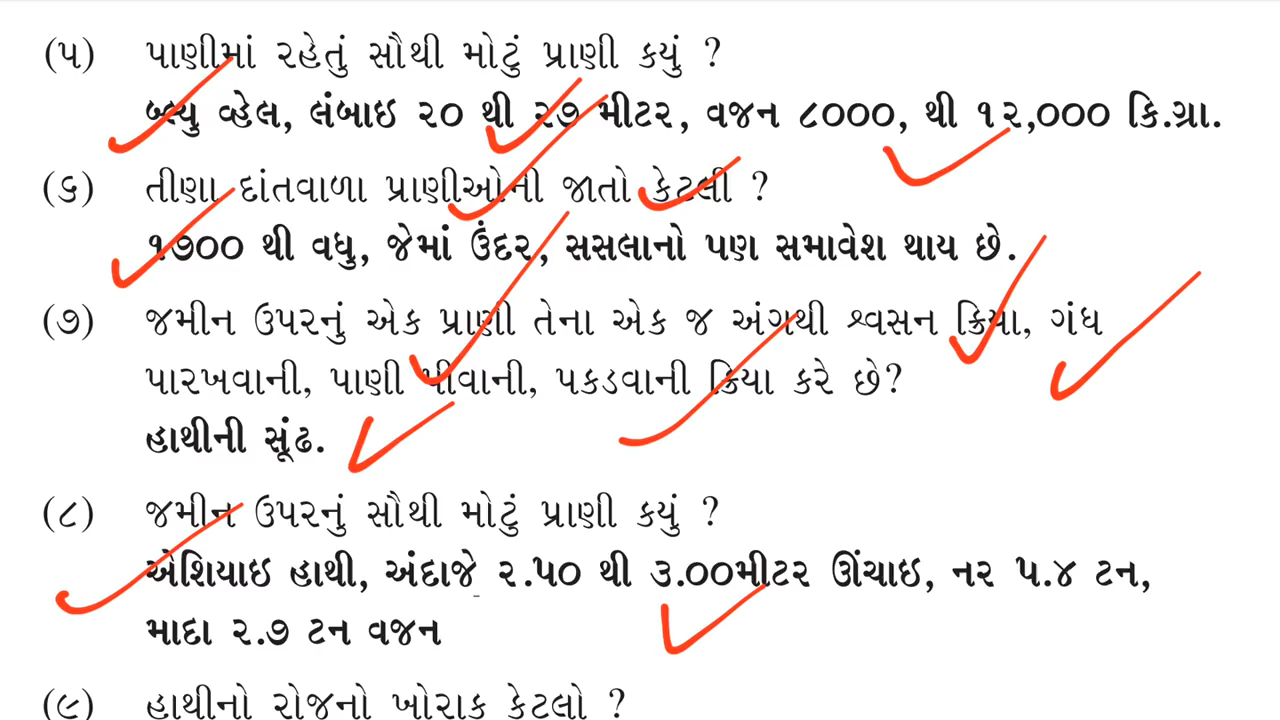 (૫) પાણીમાં રહેતું સૌથી મોટું પ્રાણી કયું ?
બ્લ્યુ વ્હેલ, લંબાઇ ૨૦ થી ૨૭ મીટર, વજન ૮૦૦૦, થી ૧૨,૦૦૦ કિ.ગ્રા.
(૬) તીણા દાંતવાળા પ્રાણીઓની જાતો કેટલી ?
૧૭૦૦ થી વધુ, જેમાં ઉંદર, સસલાનો પણ સમાવેશ થાય છે.
(૭) જમીન ઉપરનું એક પ્રાણી તેના એક જ અંગથી શ્વસન ક્રિયા, ગંધ
પારખવાની, પાણી પીવાની, પકડવાની ક્રિયા કરે છે?
હાથીની સૂંઢ.
(૮) જમીન ઉપરનું સૌથી મોટું પ્રાણી કયું ?
એશિયાઇ હાથી, અંદાજે ૨.૫૦ થી ૩.૦૦મીટર ઊંચાઇ, નર ૫.૪ ટન,
માદા ૨.૭ ટન વજન
(૯) હાથીનો રોજનો ખોરાક કેટલો ?